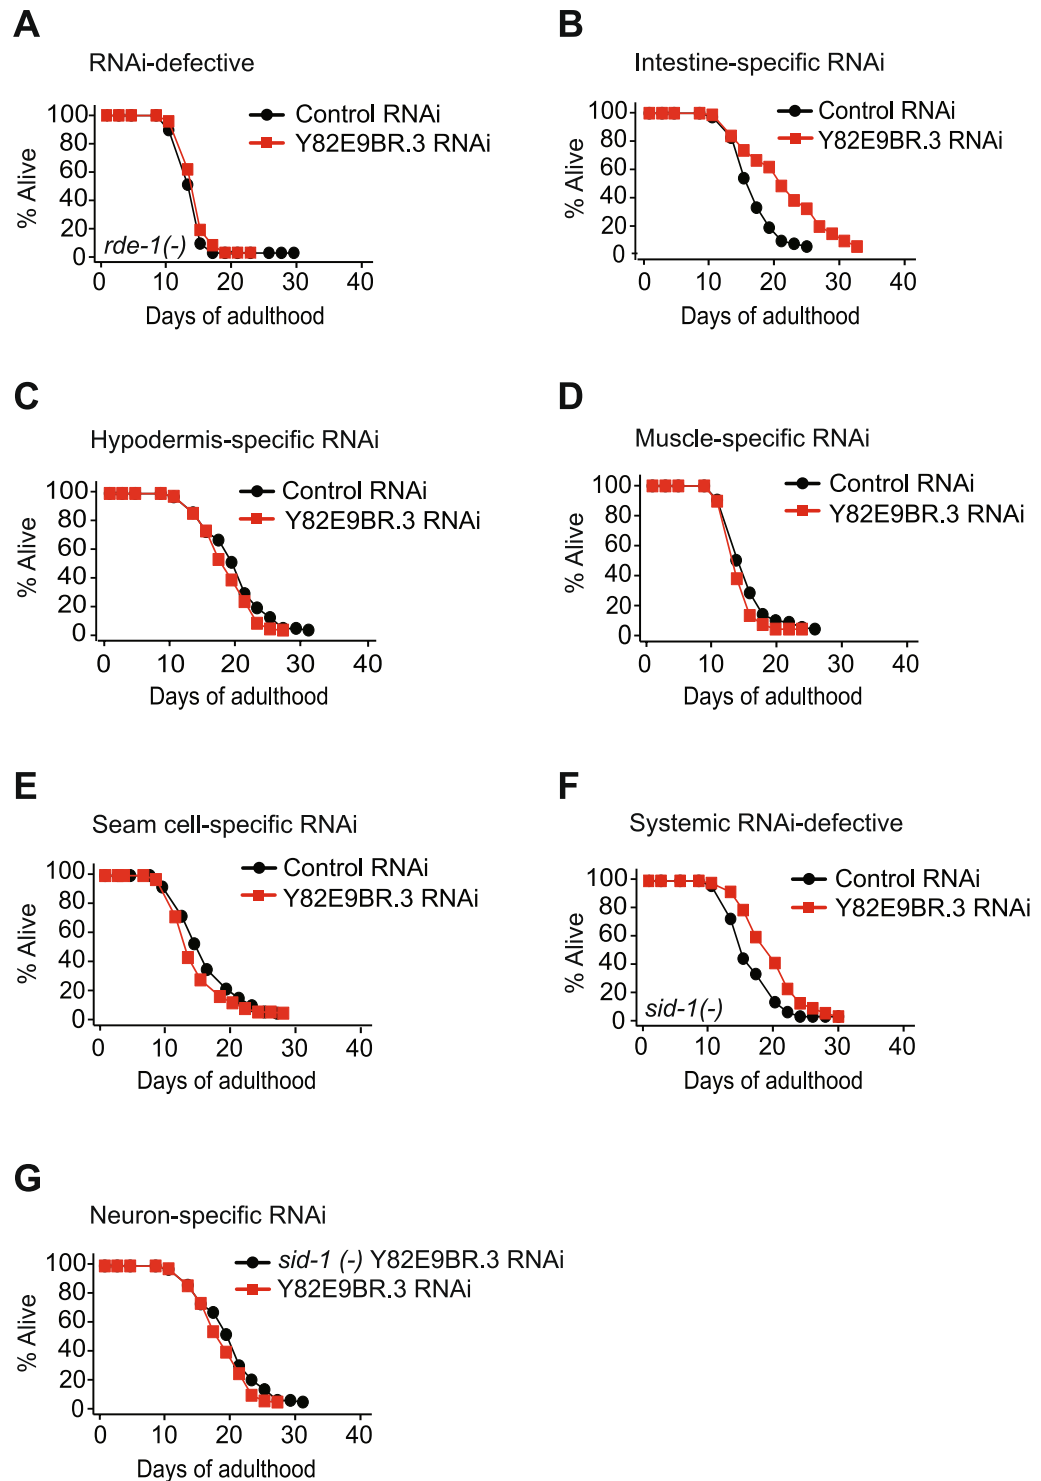 A
RNAi-defective
Control RNAi
Y82E9BR.3 RNAi
100
80
60
40
20
0
% Alive
rde-1(-)
0 10 20 30 40
Days of adulthood
B
Intestine-specific RNAi
Control RNAi
Y82E9BR.3 RNAi
100
80
60
40
20
0
% Alive
0 10 20 30 40
Days of adulthood
C
Hypodermis-specific RNAi
Control RNAi
Y82E9BR.3 RNAi
100
80
60
40
20
0
% Alive
0 10 20 30 40
Days of adulthood
D
Muscle-specific RNAi
Control RNAi
Y82E9BR.3 RNAi
100
80
60
40
20
0
% Alive
0 10 20 30 40
Days of adulthood
E
Seam cell-specific RNAi
Control RNAi
Y82E9BR.3 RNAi
100
80
60
40
20
0
% Alive
0 10 20 30 40
Days of adulthood
F
Systemic RNAi-defective
Control RNAi
Y82E9BR.3 RNAi
100
80
60
40
20
0
% Alive
sid-1(-)
0 10 20 30 40
Days of adulthood
G
Neuron-specific RNAi
sid-1 (-) Y82E9BR.3 RNAi
Y82E9BR.3 RNAi
100
80
60
40
20
0
% Alive
0 10 20 30 40
Days of adulthood